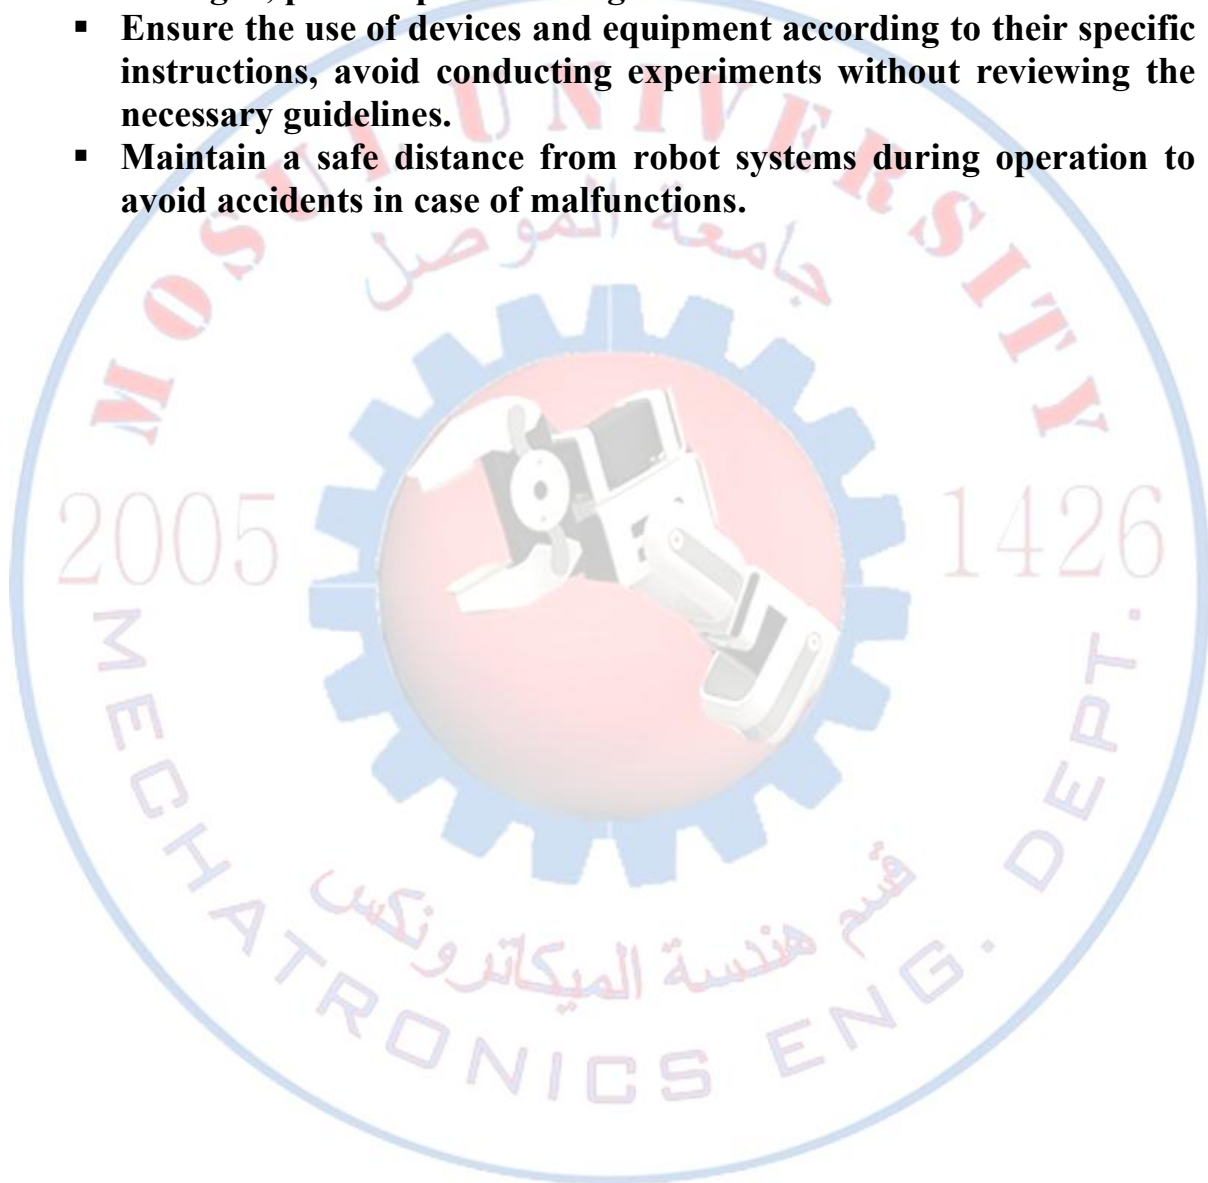 ▪ Ensure the use of devices and equipment according to their specific
instructions, avoid conducting experiments without reviewing the
necessary guidelines.
▪ Maintain a safe distance from robot systems during operation to
avoid accidents in case of malfunctions.
MOSUL UNIVERSITY
جامعة الموصل
2005
1426
قسم هندسة الميكاترونكس
MECHATRONICS ENG. DEPT.